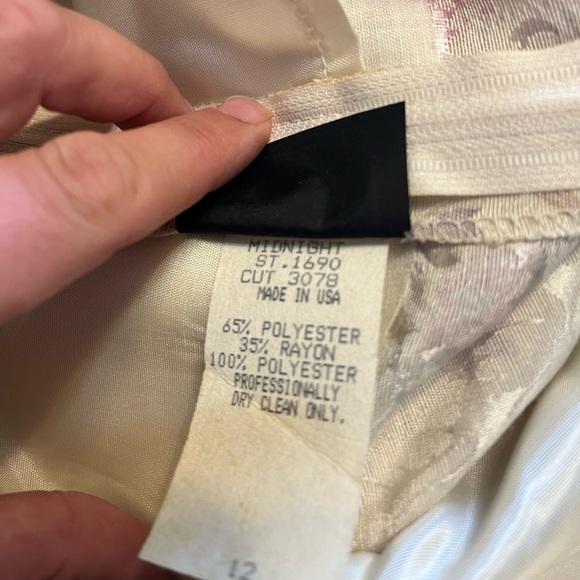 MIDNIGHT
ST.1690
CUT 3078
MADE IN USA
65% POLYESTER
35% RAYON
100% POLYESTER
PROFESSIONALLY
DRY CLEAN ONLY.
12